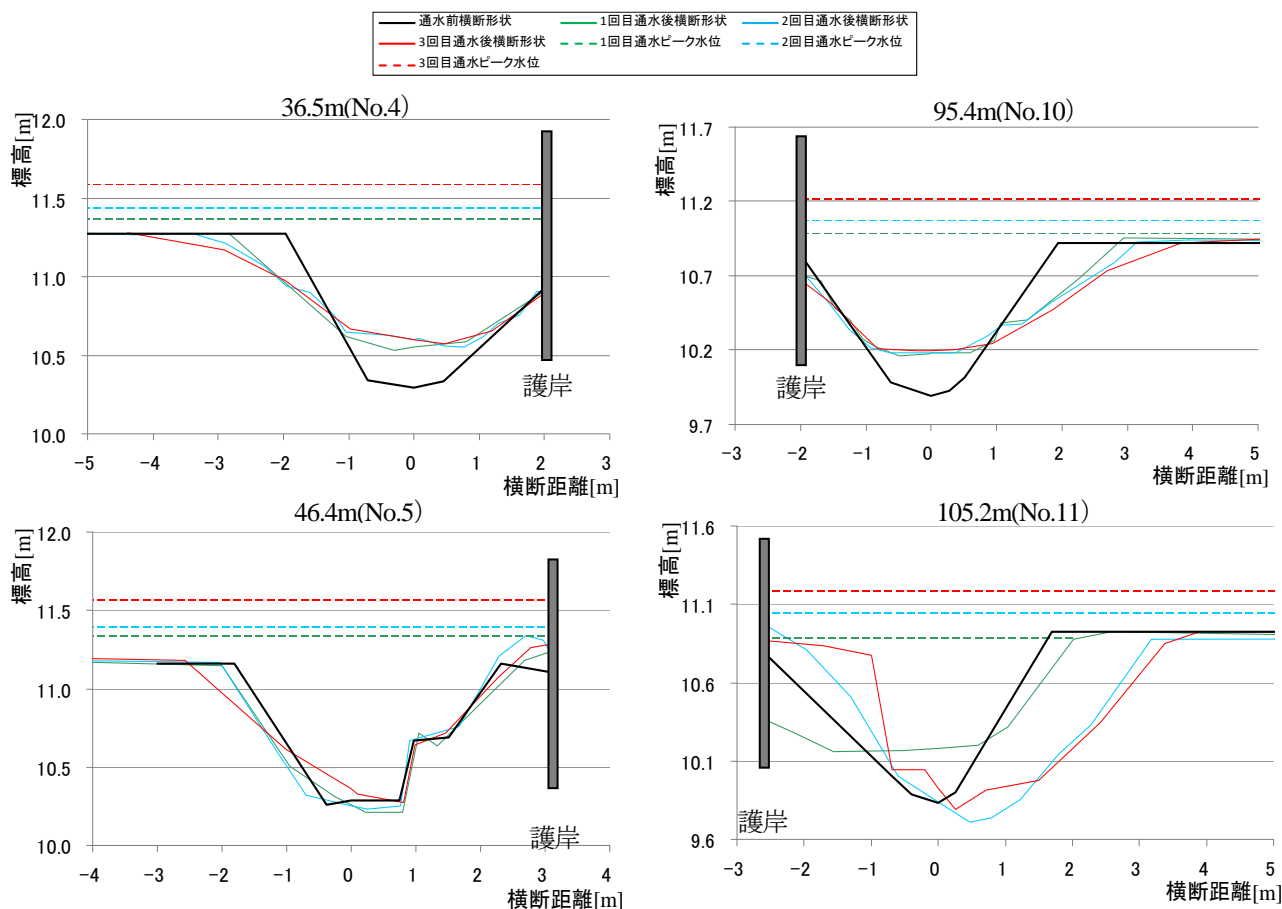 通水前横断形状 1回目通水後横断形状 2回目通水後横断形状
3回目通水後横断形状 1回目通水ピーク水位 2回目通水ピーク水位
3回目通水ピーク水位
36.5m(No.4)
標高[m]
12.0
11.5
11.0
10.5
10.0
-5 -4 -3 -2 -1 0 1 2 3
横断距離[m]
護岸
95.4m(No.10)
標高[m]
11.7
11.2
10.7
10.2
9.7
-3 -2 -1 0 1 2 3 4 5
横断距離[m]
護岸
46.4m(No.5)
標高[m]
12.0
11.5
11.0
10.5
10.0
-4 -3 -2 -1 0 1 2 3 4
横断距離[m]
護岸
105.2m(No.11)
標高[m]
11.6
11.1
10.6
10.1
9.6
-3 -2 -1 0 1 2 3 4 5
横断距離[m]
護岸